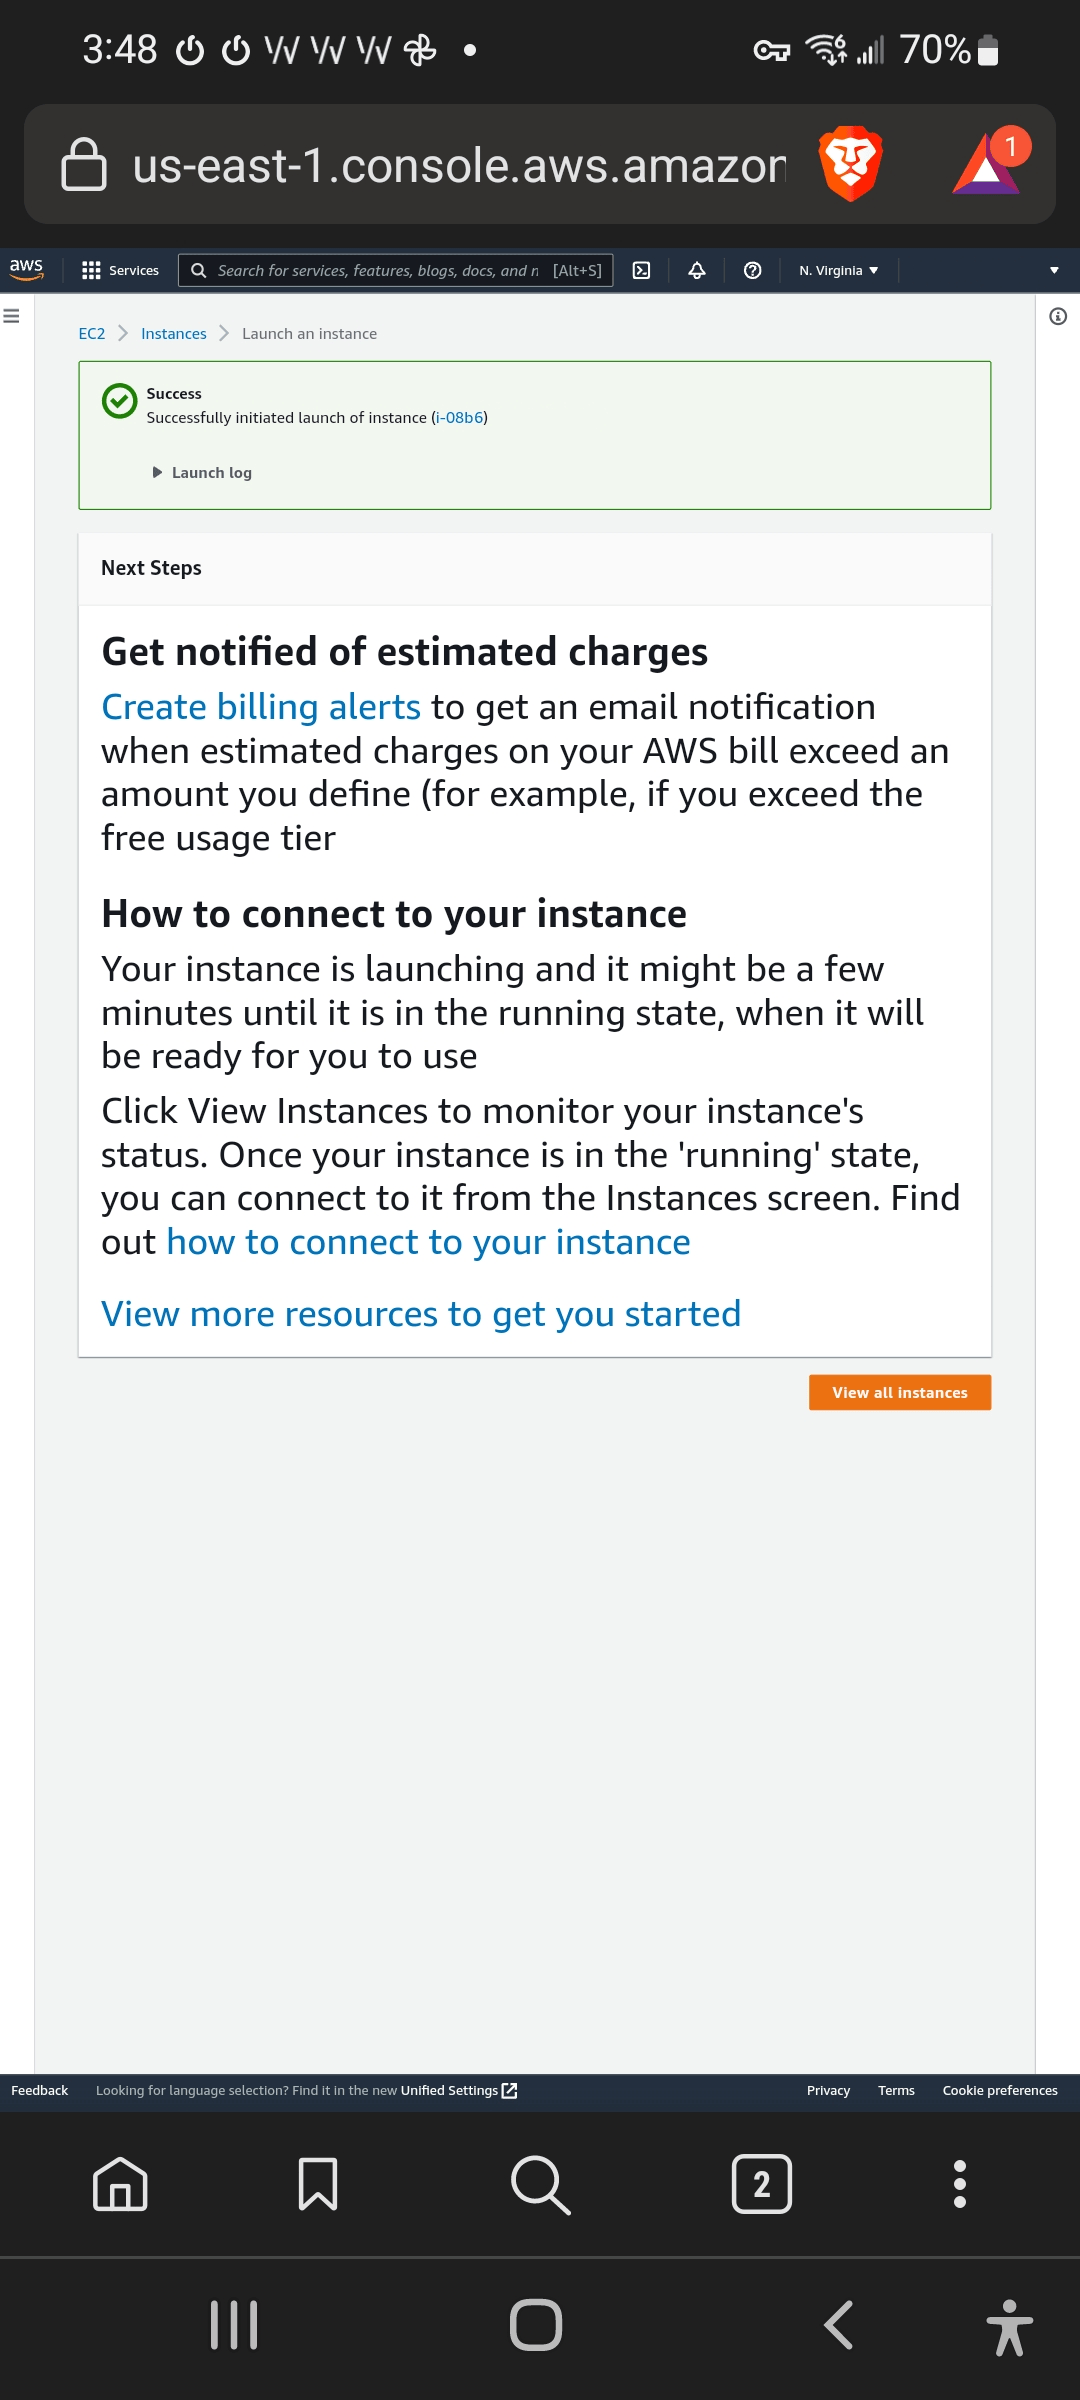 3:48
6
70%
us-east-1.console.aws.amazon
1
aws
Services
Search for services, features, blogs, docs, and n
[Alt+S]
N. Virginia
EC2 > Instances > Launch an instance
Success
Successfully initiated launch of instance (i-08b6)
Launch log
Next Steps
Get notified of estimated charges
Create billing alerts to get an email notification
when estimated charges on your AWS bill exceed an
amount you define (for example, if you exceed the
free usage tier
How to connect to your instance
Your instance is launching and it might be a few
minutes until it is in the running state, when it will
be ready for you to use
Click View Instances to monitor your instance's
status. Once your instance is in the 'running' state,
you can connect to it from the Instances screen. Find
out how to connect to your instance
View more resources to get you started
View all instances
Feedback
Looking for language selection? Find it in the new Unified Settings
Privacy
Terms
Cookie preferences
2